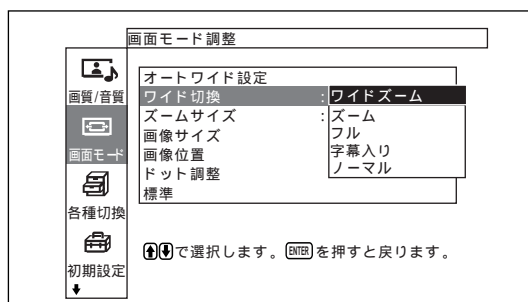 画面モード調整
画質/音質
画面モード
各種切換
初期設定
オートワイド設定
ワイド切換 : ワイドズーム
ズームサイズ : ズーム
画像サイズ フル
画像位置 字幕入り
ドット調整 ノーマル
標準
で選択します。ENTERを押すと戻ります。